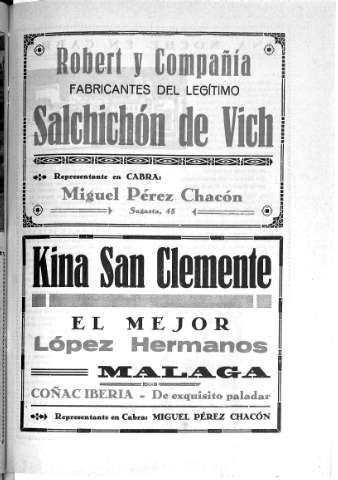 Robert y Compañía
FABRICANTES DEL LEGÍTIMO
Salchichón de Vich
Representante en CABRA:
Miguel Pérez Chacón
Sagasta, 45
Kina San Clemente
EL MEJOR
López Hermanos
MALAGA
COÑAC IBERIA - De exquisito paladar
Representante en Cabra: MIGUEL PÉREZ CHACÓN